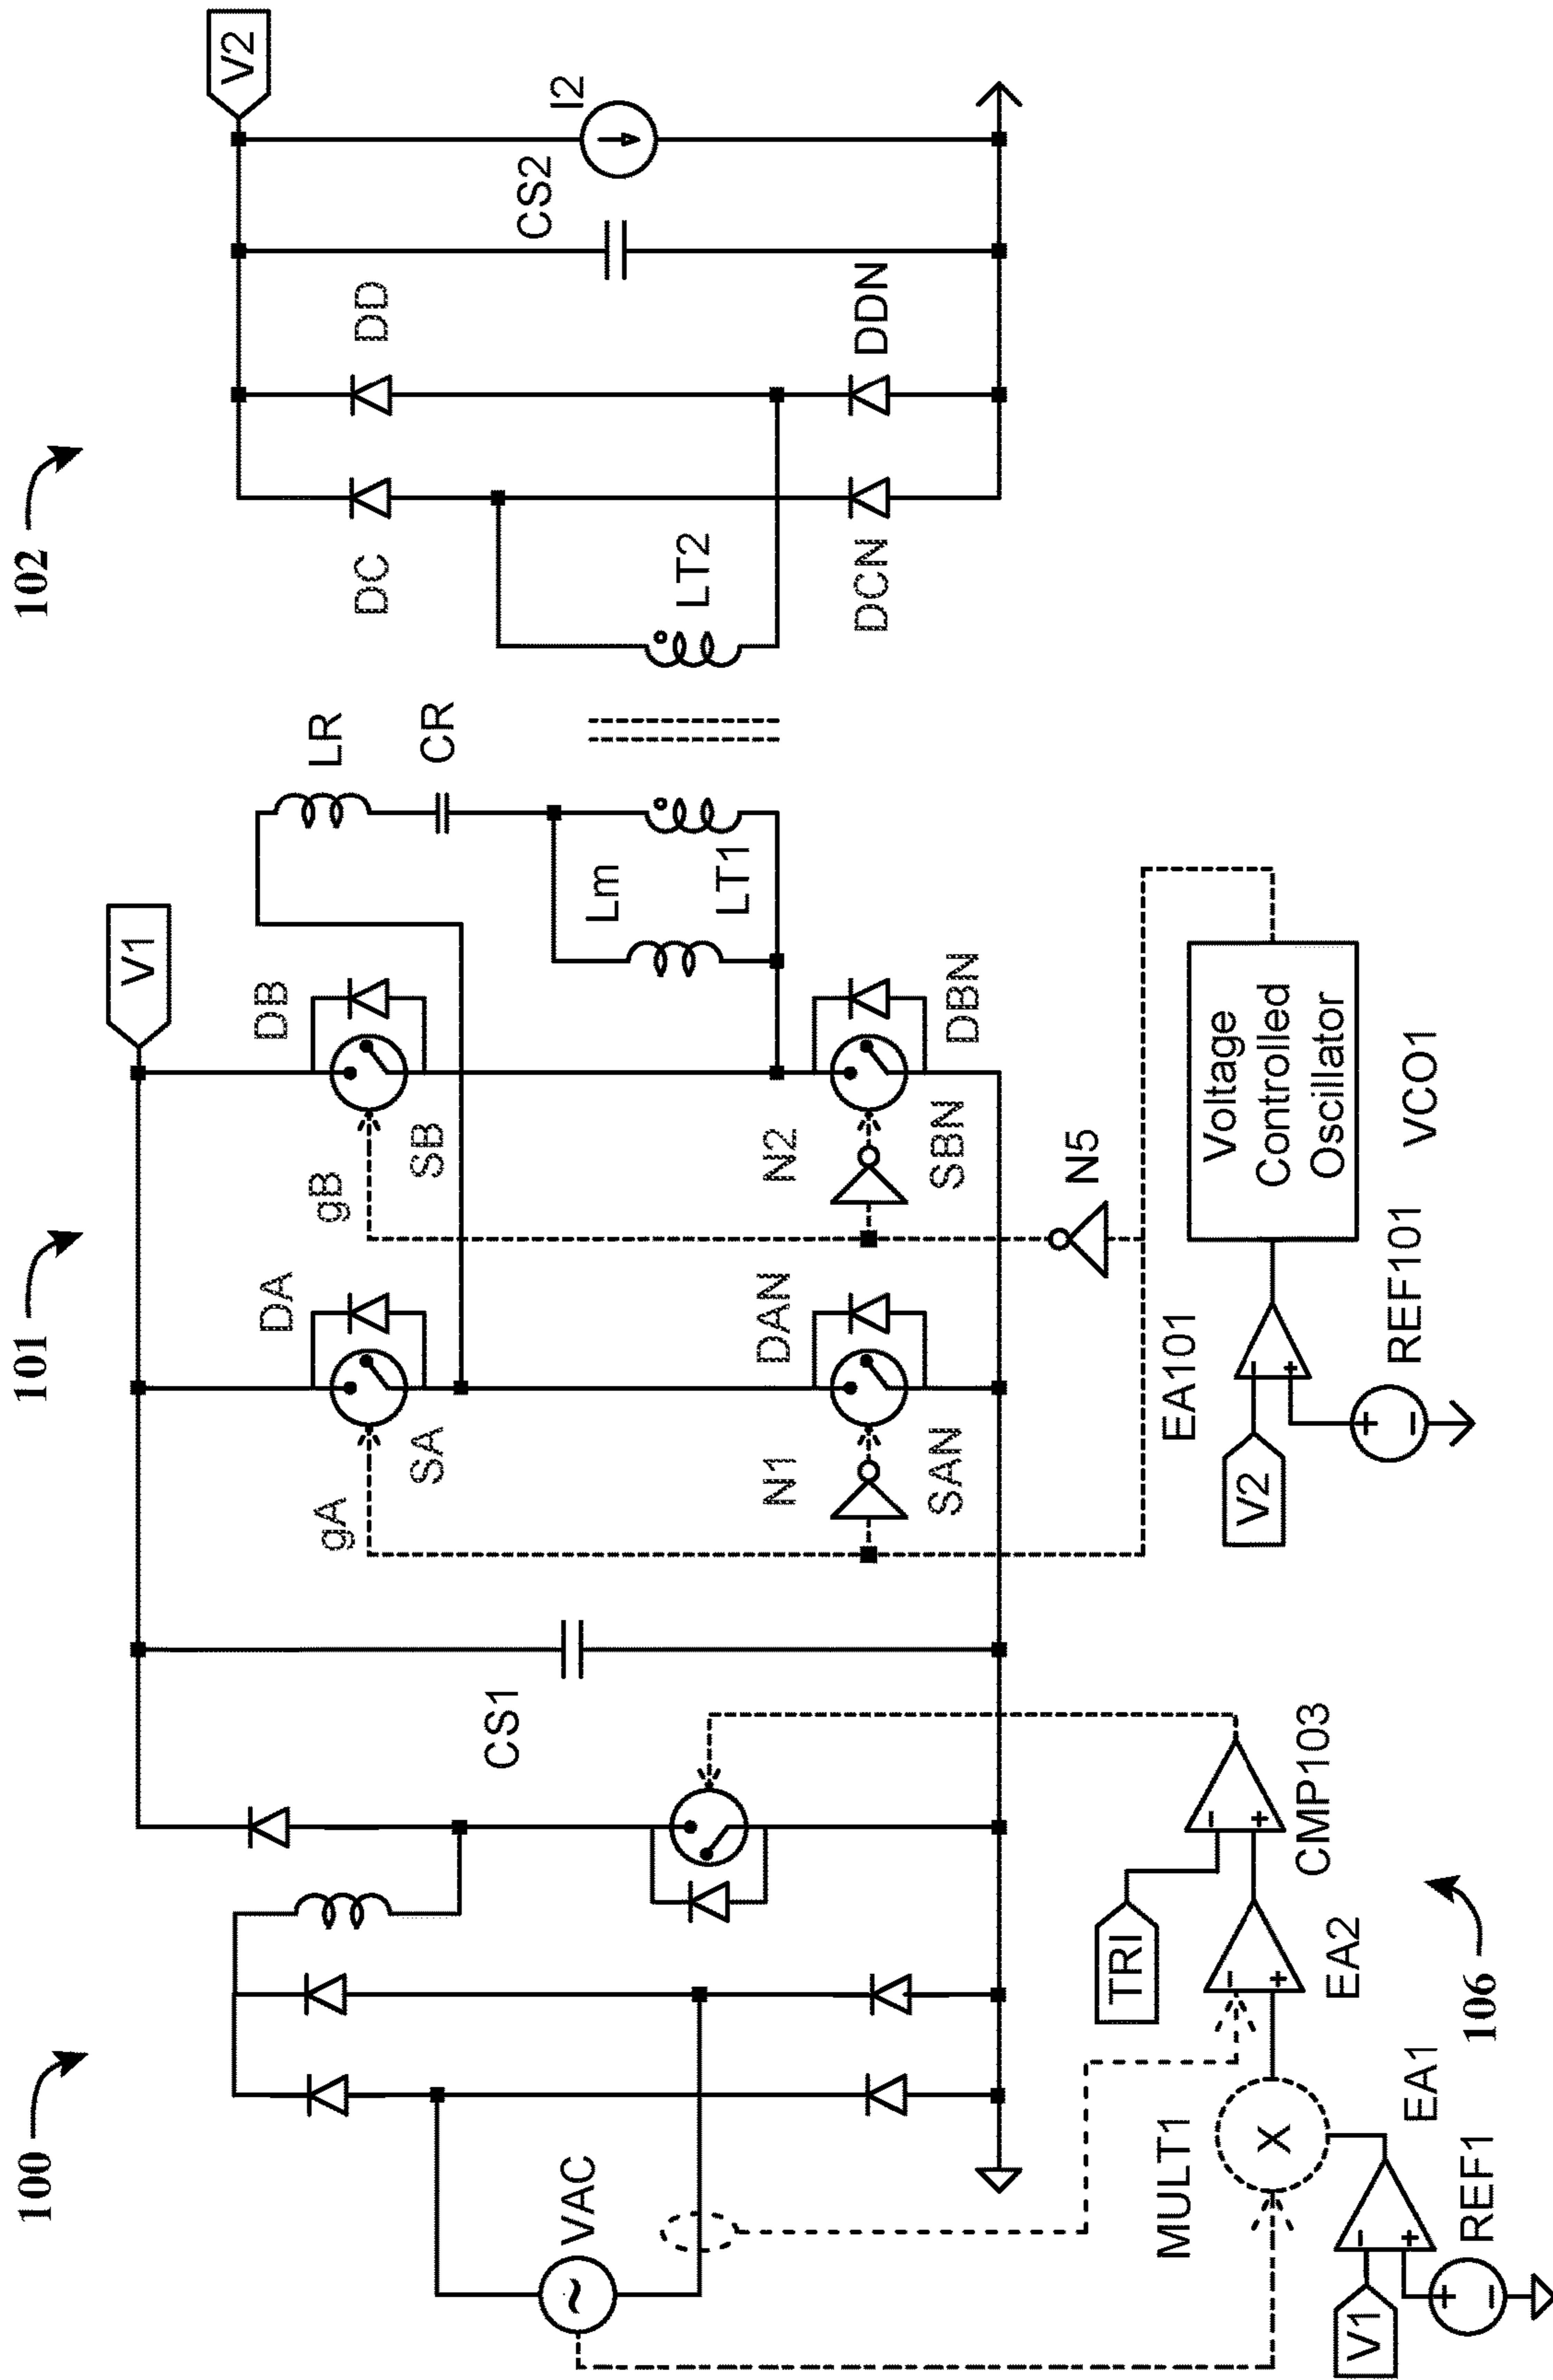 100
101
102
V1
V2
DA
DB
LR
DC
DD
gA
SA
gB
SB
CR
CS2
I2
VAC
CS1
Lm
LT1
LT2
N1
DAN
N2
DBN
DCN
DDN
SAN
SBN
N5
TRI
MULT1
X
EA2
CMP103
EA101
V2
REF101
Voltage
Controlled
Oscillator
VCO1
V1
EA1
REF1
106